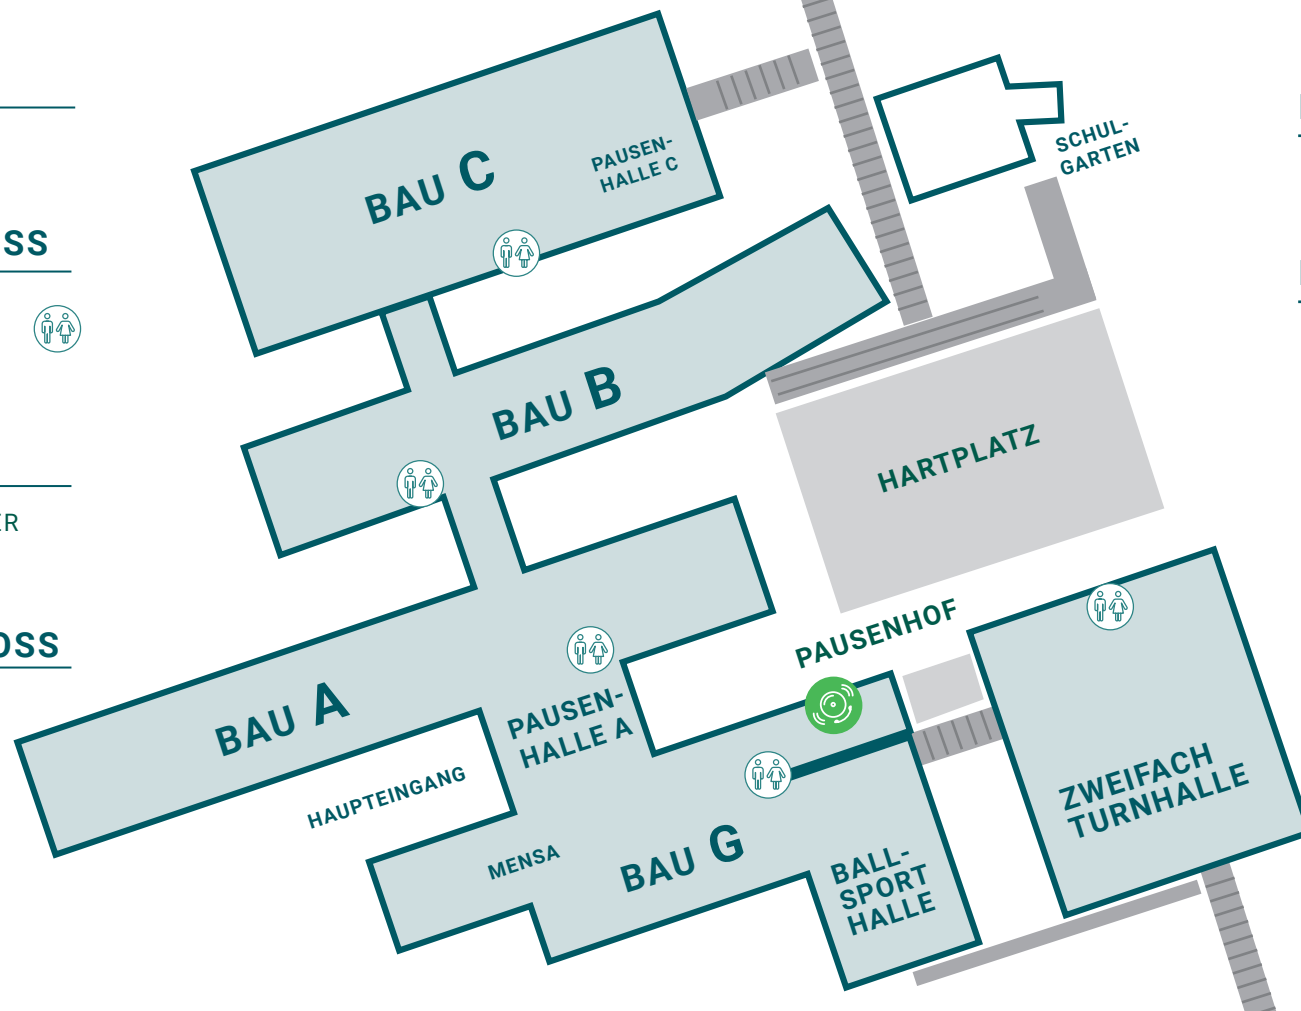 SCHUL-
GARTEN
PAUSEN-
HALLE C
BAU C
SS
BAU B
HARTPLATZ
ER
PAUSENHOF
OSS
BAU A
PAUSEN-
HALLE A
HAUPTEINGANG
ZWEIFACH
TURNHALLE
MENSA
BAU G
BALL-
SPORT
HALLE